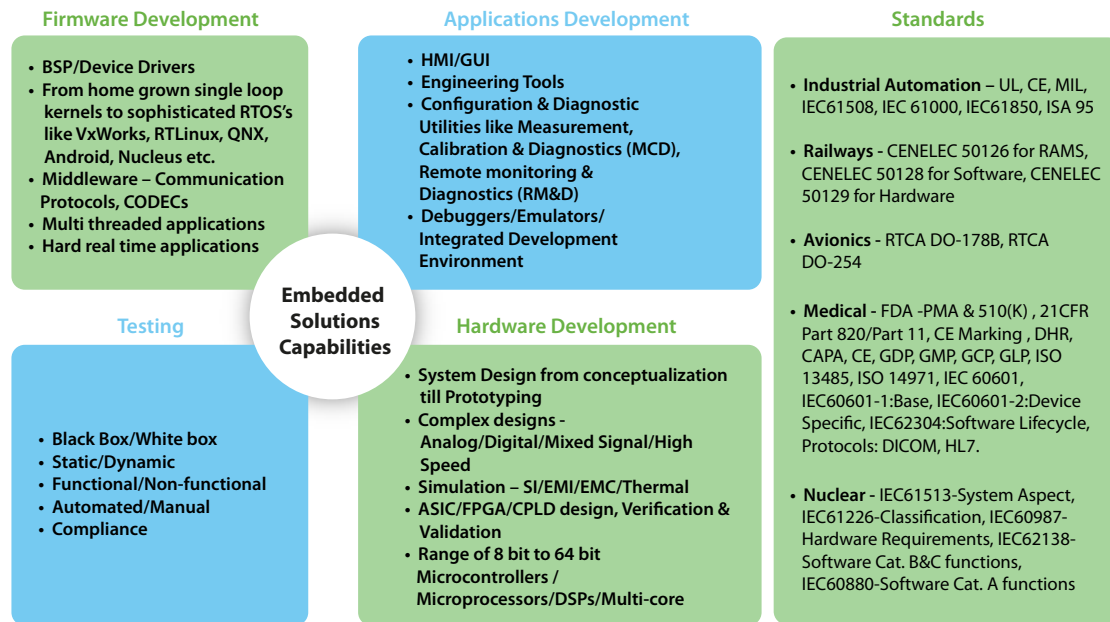 Firmware Development
• BSP/Device Drivers
• From home grown single loop
kernels to sophisticated RTOS's
like VxWorks, RTLinux, QNX,
Android, Nucleus etc.
• Middleware – Communication
Protocols, CODECs
• Multi threaded applications
• Hard real time applications
Applications Development
• HMI/GUI
• Engineering Tools
• Configuration & Diagnostic
Utilities like Measurement,
Calibration & Diagnostics (MCD),
Remote monitoring &
Diagnostics (RM&D)
• Debuggers/Emulators/
Integrated Development
Environment
Embedded
Solutions
Capabilities
Testing
• Black Box/White box
• Static/Dynamic
• Functional/Non-functional
• Automated/Manual
• Compliance
Hardware Development
• System Design from conceptualization
till Prototyping
• Complex designs -
Analog/Digital/Mixed Signal/High
Speed
• Simulation – SI/EMI/EMC/Thermal
• ASIC/FPGA/CPLD design, Verification &
Validation
• Range of 8 bit to 64 bit
Microcontrollers /
Microprocessors/DSPs/Multi-core
Standards
• Industrial Automation – UL, CE, MIL,
IEC61508, IEC 61000, IEC61850, ISA 95
• Railways - CENELEC 50126 for RAMS,
CENELEC 50128 for Software, CENELEC
50129 for Hardware
• Avionics - RTCA DO-178B, RTCA
DO-254
• Medical - FDA -PMA & 510(K) , 21CFR
Part 820/Part 11, CE Marking , DHR,
CAPA, CE, GDP, GMP, GCP, GLP, ISO
13485, ISO 14971, IEC 60601,
IEC60601-1:Base, IEC60601-2:Device
Specific, IEC62304:Software Lifecycle,
Protocols: DICOM, HL7.
• Nuclear - IEC61513-System Aspect,
IEC61226-Classification, IEC60987-
Hardware Requirements, IEC62138-
Software Cat. B&C functions,
IEC60880-Software Cat. A functions